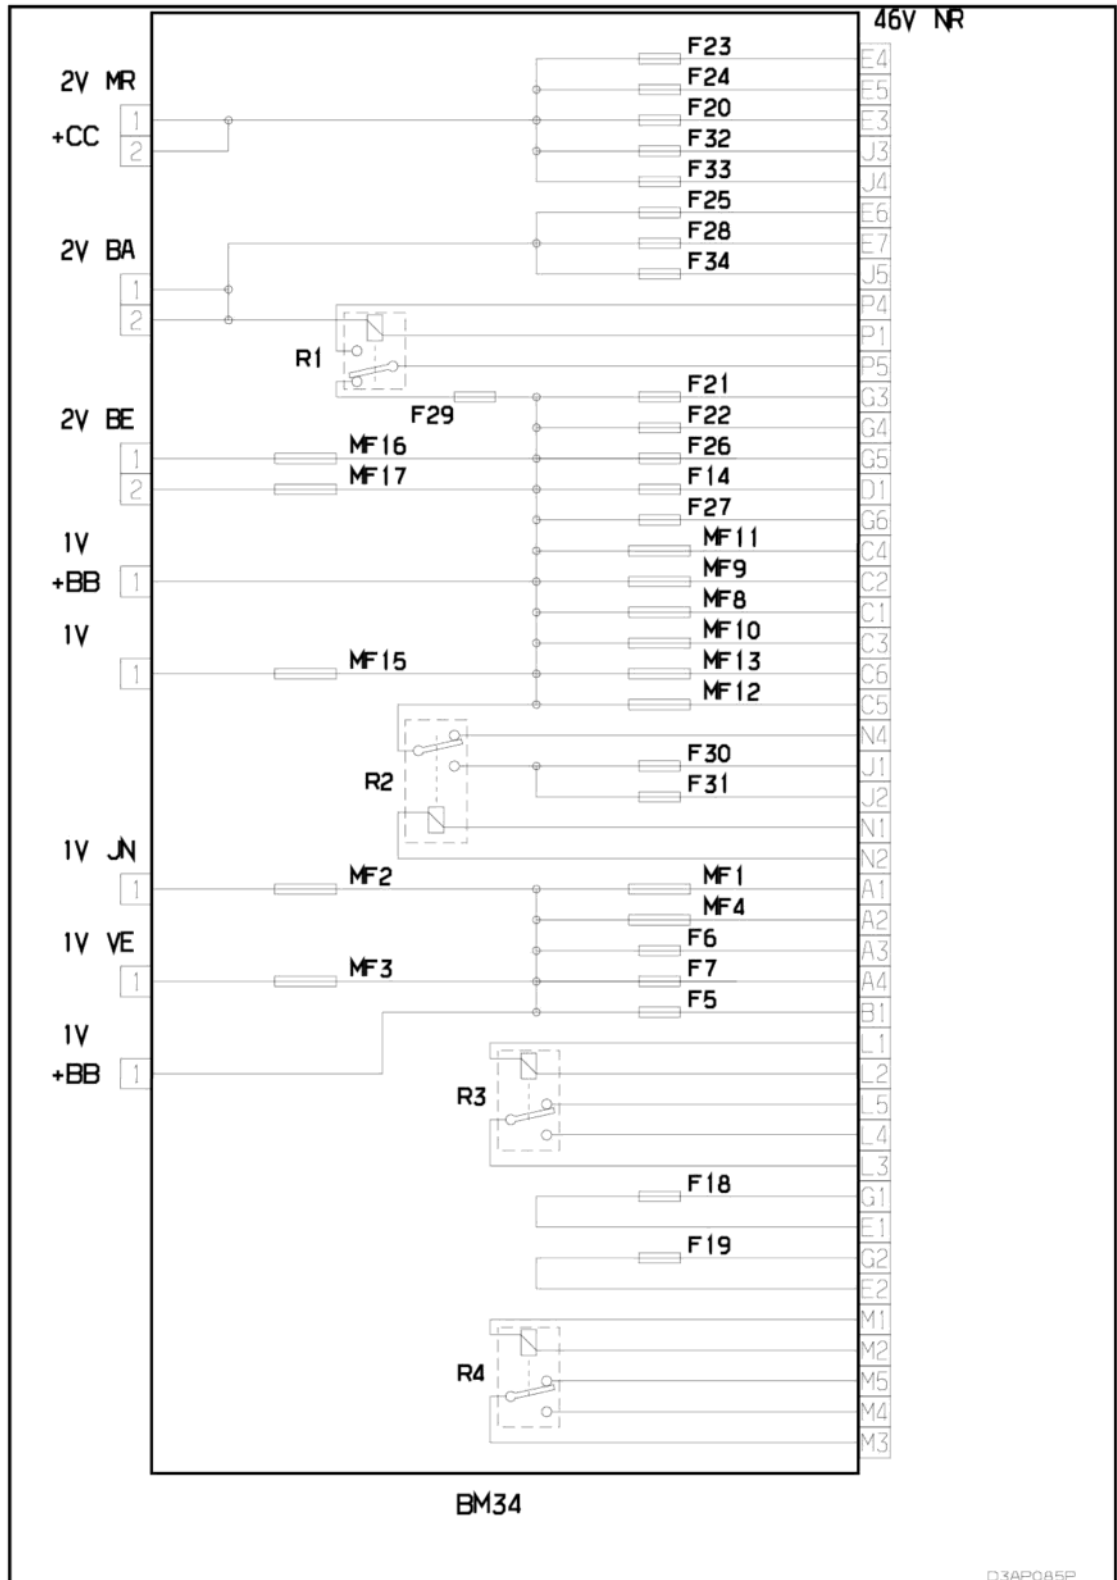 46V NR
F23 E4
2V MR F24 E5
1 F20 E3
+CC
2 F32 J3
F33 J4
F25 E6
2V BA F28 E7
F34 J5
1
P4
2 P1
R1 P5
F21 G3
F29
2V BE F22 G4
1 MF16 F26 G5
2 MF17 F14 D1
F27 G6
1V MF11 C4
+BB 1 MF9 C2
MF8 C1
1V MF10 C3
1 MF15 MF13 C6
MF12 C5
N4
F30 J1
R2
F31 J2
N1
1V JN N2
1 MF2 MF1 A1
MF4 A2
1V VE F6 A3
1 MF3 F7 A4
F5 B1
1V L1
+BB 1 L2
R3 L5
L4
L3
F18 G1
E1
F19 G2
E2
M1
M2
R4 M5
M4
M3
BM34
D3AP085P